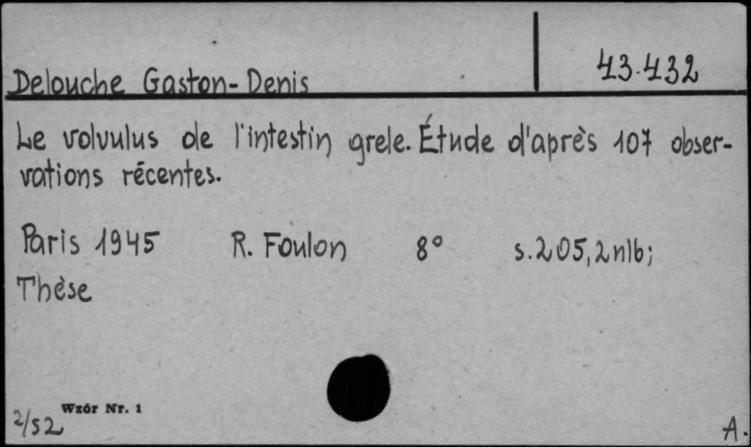 Delouche Gaston-Denis 43.432
Le volvulus de l'intestin grele. Étude d'après 107 obser-
vations récentes.
Paris 1945 R. Foulon 8° s.205,2nlb;
Thèse
Wzór Nr. 1
2/52
A.